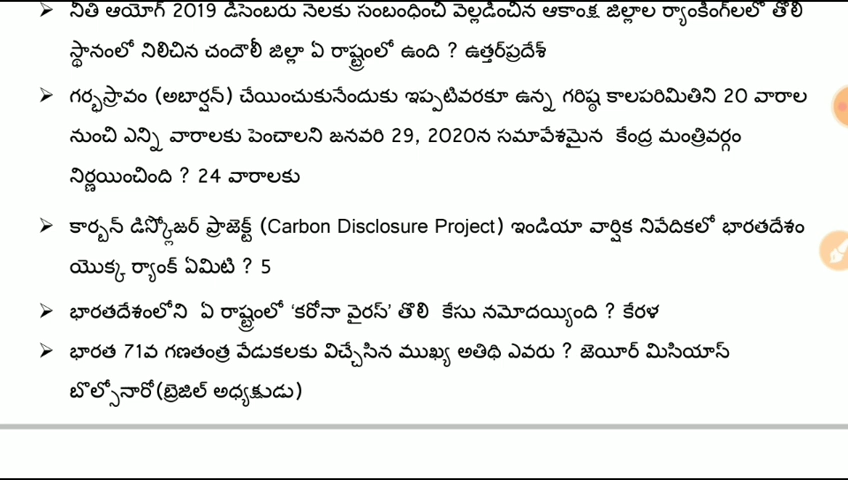 ➤ నీతి ఆయోగ్ 2019 డిసెంబరు నెలకు సంబంధించి వెల్లడించిన ఆకాంక్ష జిల్లాల ర్యాంకింగ్‌లలో తొలి
స్థానంలో నిలిచిన చందౌలీ జిల్లా ఏ రాష్ట్రంలో ఉంది ? ఉత్తర్‌ప్రదేశ్
➤ గర్భస్రావం (అబార్షన్) చేయించుకునేందుకు ఇప్పటివరకూ ఉన్న గరిష్ఠ కాలపరిమితిని 20 వారాల
నుంచి ఎన్ని వారాలకు పెంచాలని జనవరి 29, 2020న సమావేశమైన కేంద్ర మంత్రివర్గం
నిర్ణయించింది ? 24 వారాలకు
➤ కార్బన్ డిస్క్లోజర్ ప్రాజెక్ట్ (Carbon Disclosure Project) ఇండియా వార్షిక నివేదికలో భారతదేశం
యొక్క ర్యాంక్ ఏమిటి ? 5
➤ భారతదేశంలోని ఏ రాష్ట్రంలో ‘కరోనా వైరస్’ తొలి కేసు నమోదయ్యింది ? కేరళ
➤ భారత 71వ గణతంత్ర వేడుకలకు విచ్చేసిన ముఖ్య అతిథి ఎవరు ? జెయీర్ మిసియాస్
బొల్సోనారో(బ్రెజిల్ అధ్యక్షుడు)